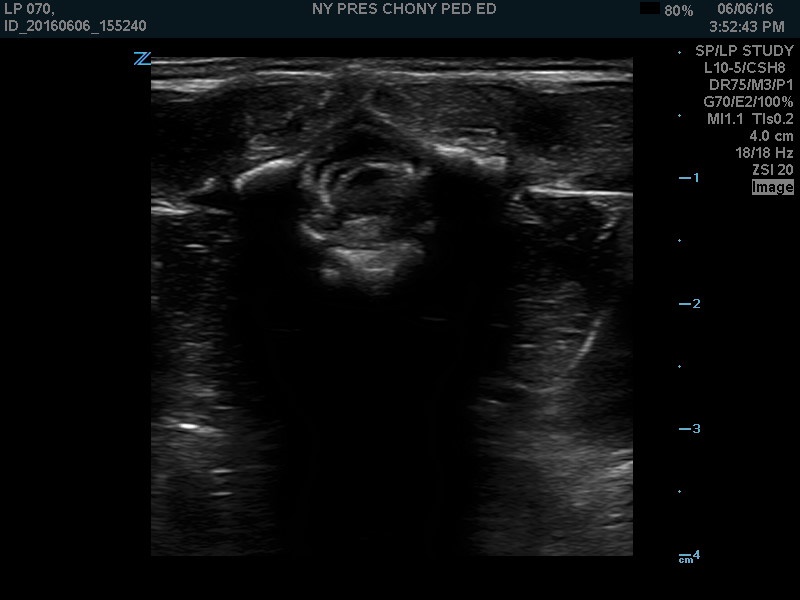 LP 070,
ID_20160606_155240
NY PRES CHONY PED ED
80%
06/06/16
3:52:43 PM
Z
SP/LP STUDY
L10-5/CSH8
DR75/M3/P1
G70/E2/100%
MI1.1 TIs0.2
4.0 cm
18/18 Hz
ZSI 20
Image
1
2
3
4
cm